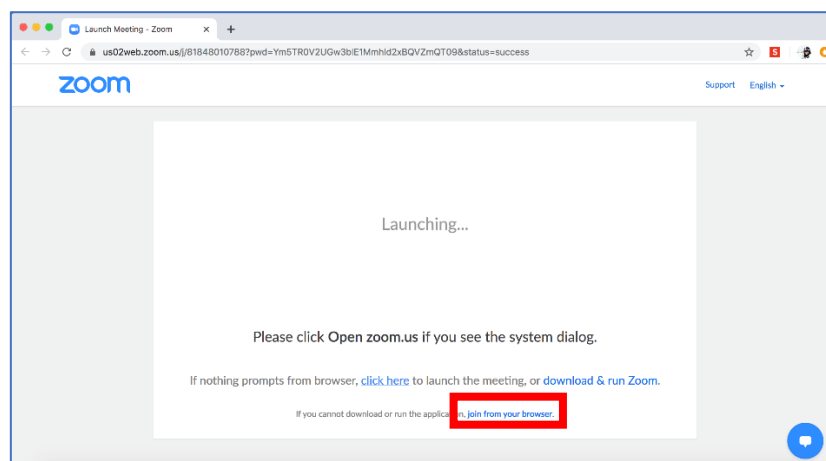 Launch Meeting - Zoom
us02web.zoom.us/j/81848010788?pwd=Ym5TR0V2UGw3blE1Mmhld2xBQVZmQT09&status=success
S
zoom
Support English
Launching...
Please click Open zoom.us if you see the system dialog.
If nothing prompts from browser, click here to launch the meeting, or download & run Zoom.
If you cannot download or run the application, join from your browser.